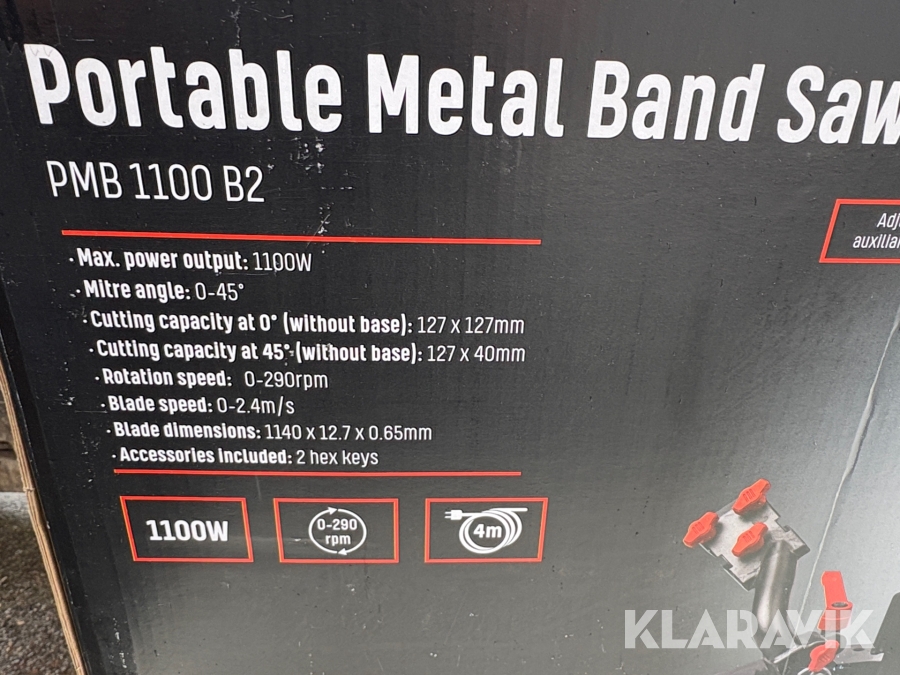 Portable Metal Band Saw
PMB 1100 B2
· Max. power output: 1100W
· Mitre angle: 0-45°
· Cutting capacity at 0° (without base): 127 x 127mm
· Cutting capacity at 45° (without base): 127 x 40mm
· Rotation speed: 0-290rpm
· Blade speed: 0-2.4m/s
· Blade dimensions: 1140 x 12.7 x 0.65mm
· Accessories included: 2 hex keys
1100W
0-290
rpm
4m
KLARAVIK